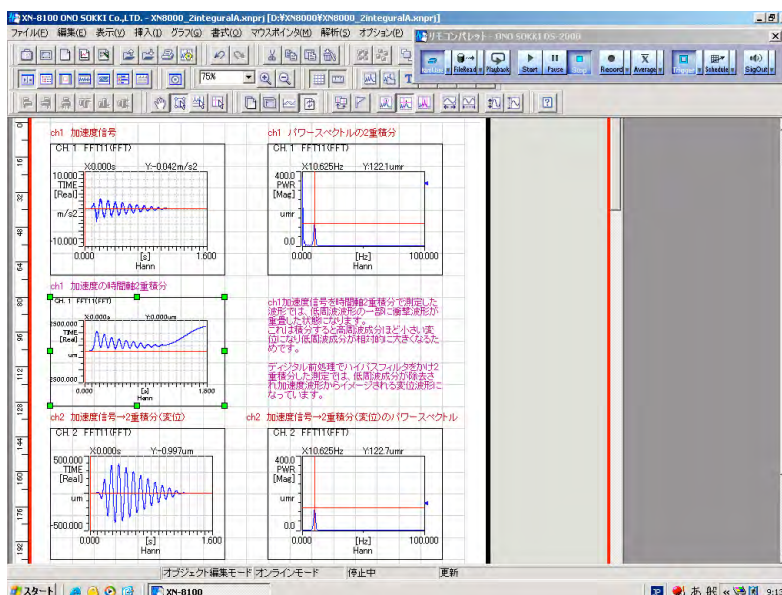 XN-8100 ONO SOKKI Co.,LTD. - XN8000_2integuralA.xnprj [D:¥XN8000¥XN8000_2integuralA.xnprj]
ファイル(F) 編集(E) 表示(V) 挿入(I) グラフ(G) 書式(O) マウスポインタ(M) 解析(S) オプション(P)
リモコンパレット - ONO SOKKI DS-2000
FileRead
Playback
Start
Pause
Stop
Record
Average
Trigger
Schedule
SigOut
75%
ch1 加速度信号
CH. 1 FFT11(FFT)
X:0.000s Y:-0.042m/s2
10.000
TIME
[Real]
m/s2
-10.000
0.000 [s] 1.600
Hann
ch1 パワースペクトルの2重積分
CH. 1 FFT11(FFT)
X:10.625Hz Y:122.1umr
400.0
PWR
[Mag]
umr
0.0
0.000 [Hz] 100.000
Hann
ch1 加速度の時間軸2重積分
CH. 1 FFT11(FFT)
X:0.000s Y:0.000um
2500.000
TIME
[Real]
um
2500.000
0.000 [s] 1.600
Hann
ch1加速度信号を時間軸2重積分で測定した
波形では、低周波波形の一部に衝撃波形が
重畳した状態になります。
これは積分すると高周波成分ほど小さい変
位になり低周波成分が相対的に大きくなるた
めです。
ディジタル前処理でハイパスフィルタをかけ2
重積分した測定では、低周波成分が除去さ
れ加速度波形からイメージされる変位波形に
なっています。
ch2 加速度信号→2重積分(変位)
CH. 2 FFT11(FFT)
X:0.000s Y:-0.997um
500.000
TIME
[Real]
um
-500.000
0.000 [s] 1.600
Hann
ch2 加速度信号→2重積分(変位)のパワースペクトル
CH. 2 FFT11(FFT)
X:10.625Hz Y:122.7umr
400.0
PWR
[Mag]
umr
0.0
0.000 [Hz] 100.000
Hann
オブジェクト編集モード オンラインモード 停止中 更新
スタート XN-8100